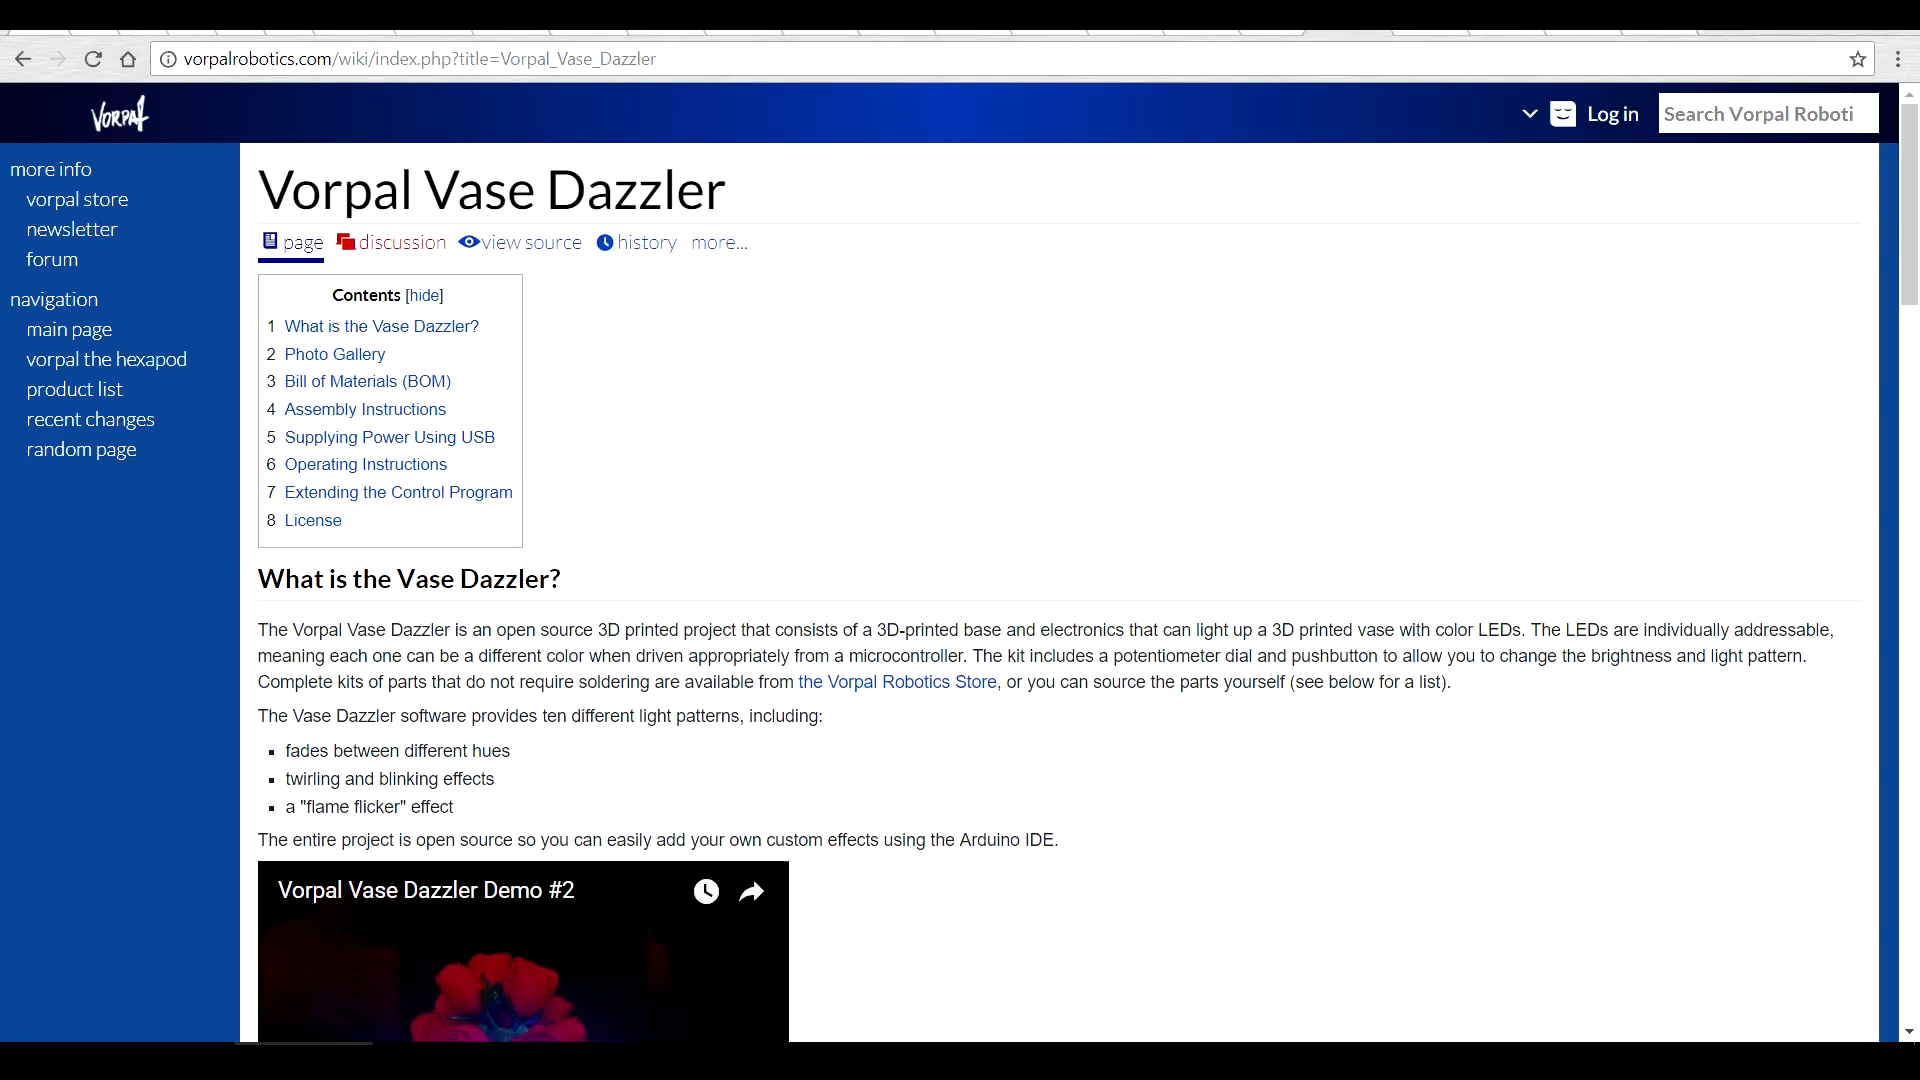 vorpalrobotics.com/wiki/index.php?title=Vorpal_Vase_Dazzler
VORPAL
Log in
Search Vorpal Roboti
more info
vorpal store
newsletter
forum
navigation
main page
vorpal the hexapod
product list
recent changes
random page
Vorpal Vase Dazzler
page discussion view source history more...
Contents [hide]
1 What is the Vase Dazzler?
2 Photo Gallery
3 Bill of Materials (BOM)
4 Assembly Instructions
5 Supplying Power Using USB
6 Operating Instructions
7 Extending the Control Program
8 License
What is the Vase Dazzler?
The Vorpal Vase Dazzler is an open source 3D printed project that consists of a 3D-printed base and electronics that can light up a 3D printed vase with color LEDs. The LEDs are individually addressable,
meaning each one can be a different color when driven appropriately from a microcontroller. The kit includes a potentiometer dial and pushbutton to allow you to change the brightness and light pattern.
Complete kits of parts that do not require soldering are available from the Vorpal Robotics Store, or you can source the parts yourself (see below for a list).
The Vase Dazzler software provides ten different light patterns, including:
fades between different hues
twirling and blinking effects
a "flame flicker" effect
The entire project is open source so you can easily add your own custom effects using the Arduino IDE.
Vorpal Vase Dazzler Demo #2